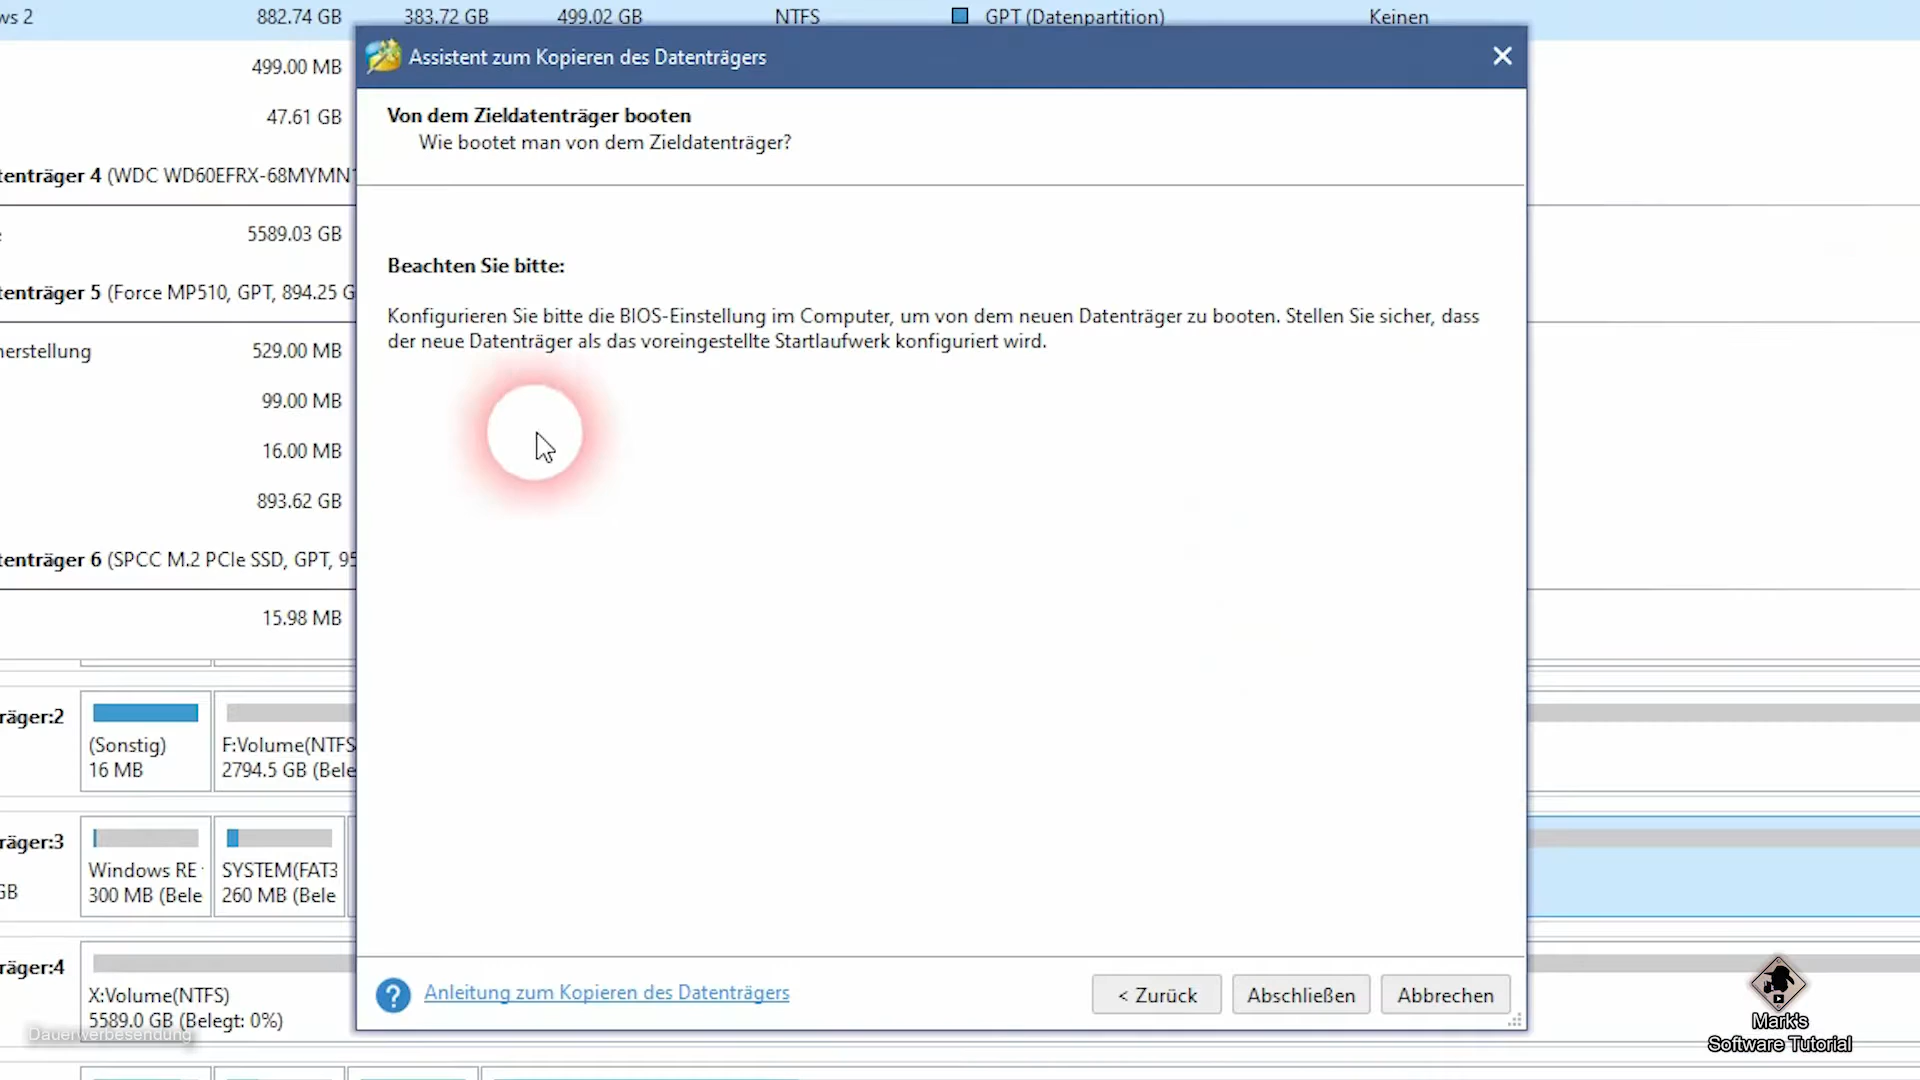 ws 2 882.74 GB 383.72 GB 499.02 GB NTFS GPT (Datenpartition) Keinen
Assistent zum Kopieren des Datenträgers
499.00 MB
Von dem Zieldatenträger booten
47.61 GB
Wie bootet man von dem Zieldatenträger?
tenträger 4 (WDC WD60EFRX-68MYMN1
5589.03 GB
Beachten Sie bitte:
tenträger 5 (Force MP510, GPT, 894.25 G
Konfigurieren Sie bitte die BIOS-Einstellung im Computer, um von dem neuen Datenträger zu booten. Stellen Sie sicher, dass
der neue Datenträger als das voreingestellte Startlaufwerk konfiguriert wird.
herstellung 529.00 MB
99.00 MB
16.00 MB
893.62 GB
tenträger 6 (SPCC M.2 PCIe SSD, GPT, 95
15.98 MB
räger:2
(Sonstig)
16 MB
F:Volume(NTFS
2794.5 GB (Bele
räger:3
GB
Windows RE
300 MB (Bele
SYSTEM(FAT3
260 MB (Bele
räger:4
X:Volume(NTFS)
5589.0 GB (Belegt: 0%)
Dauerwerbesendung
? Anleitung zum Kopieren des Datenträgers
< Zurück Abschließen Abbrechen
Mark's
Software Tutorial